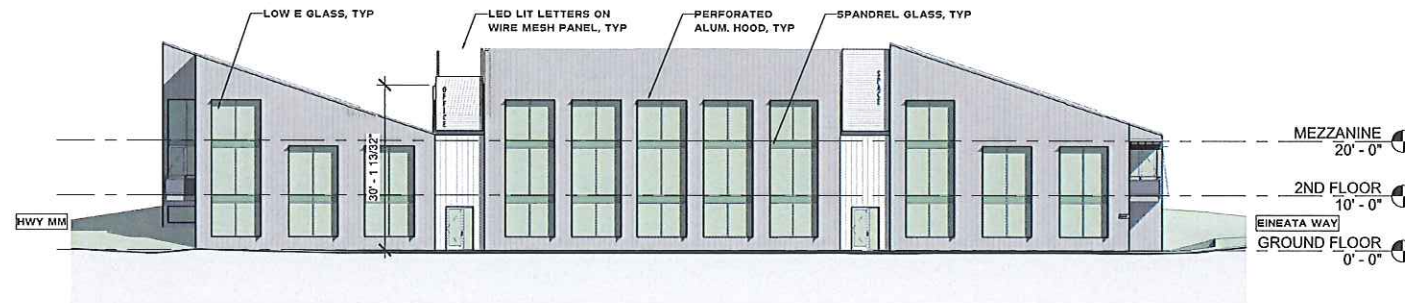 LOW E GLASS, TYP
LED LIT LETTERS ON
WIRE MESH PANEL, TYP
PERFORATED
ALUM. HOOD, TYP
SPANDREL GLASS, TYP
OFFICE
SPACE
30' - 1 13/32"
MEZZANINE
20' - 0"
2ND FLOOR
10' - 0"
HWY MM
EINEATA WAY
GROUND FLOOR
0' - 0"